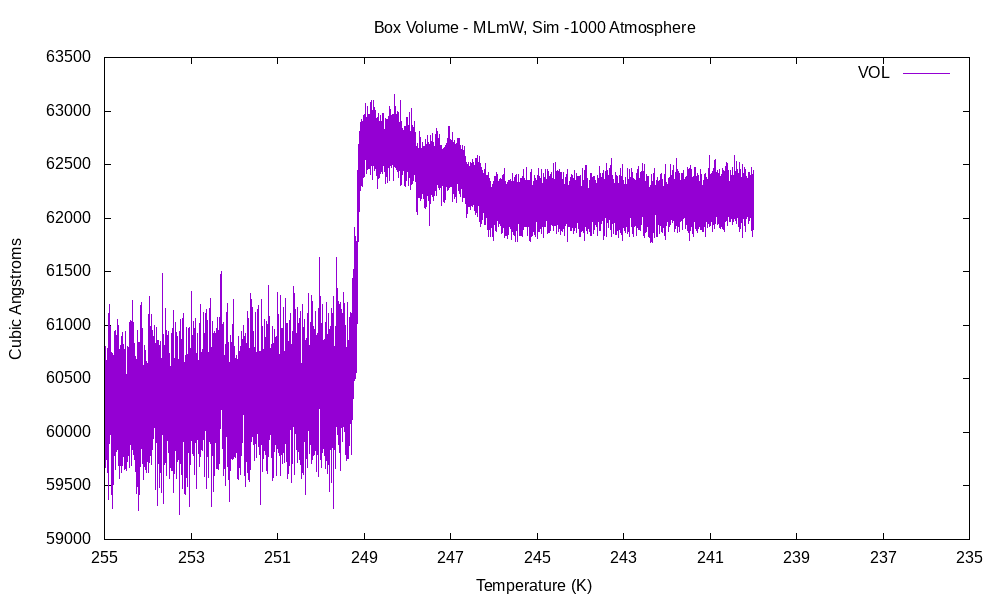 Box Volume - MLmW, Sim -1000 Atmosphere
VOL
63500
63000
62500
62000
61500
61000
60500
60000
59500
59000
Cubic Angstroms
255 253 251 249 247 245 243 241 239 237 235
Temperature (K)